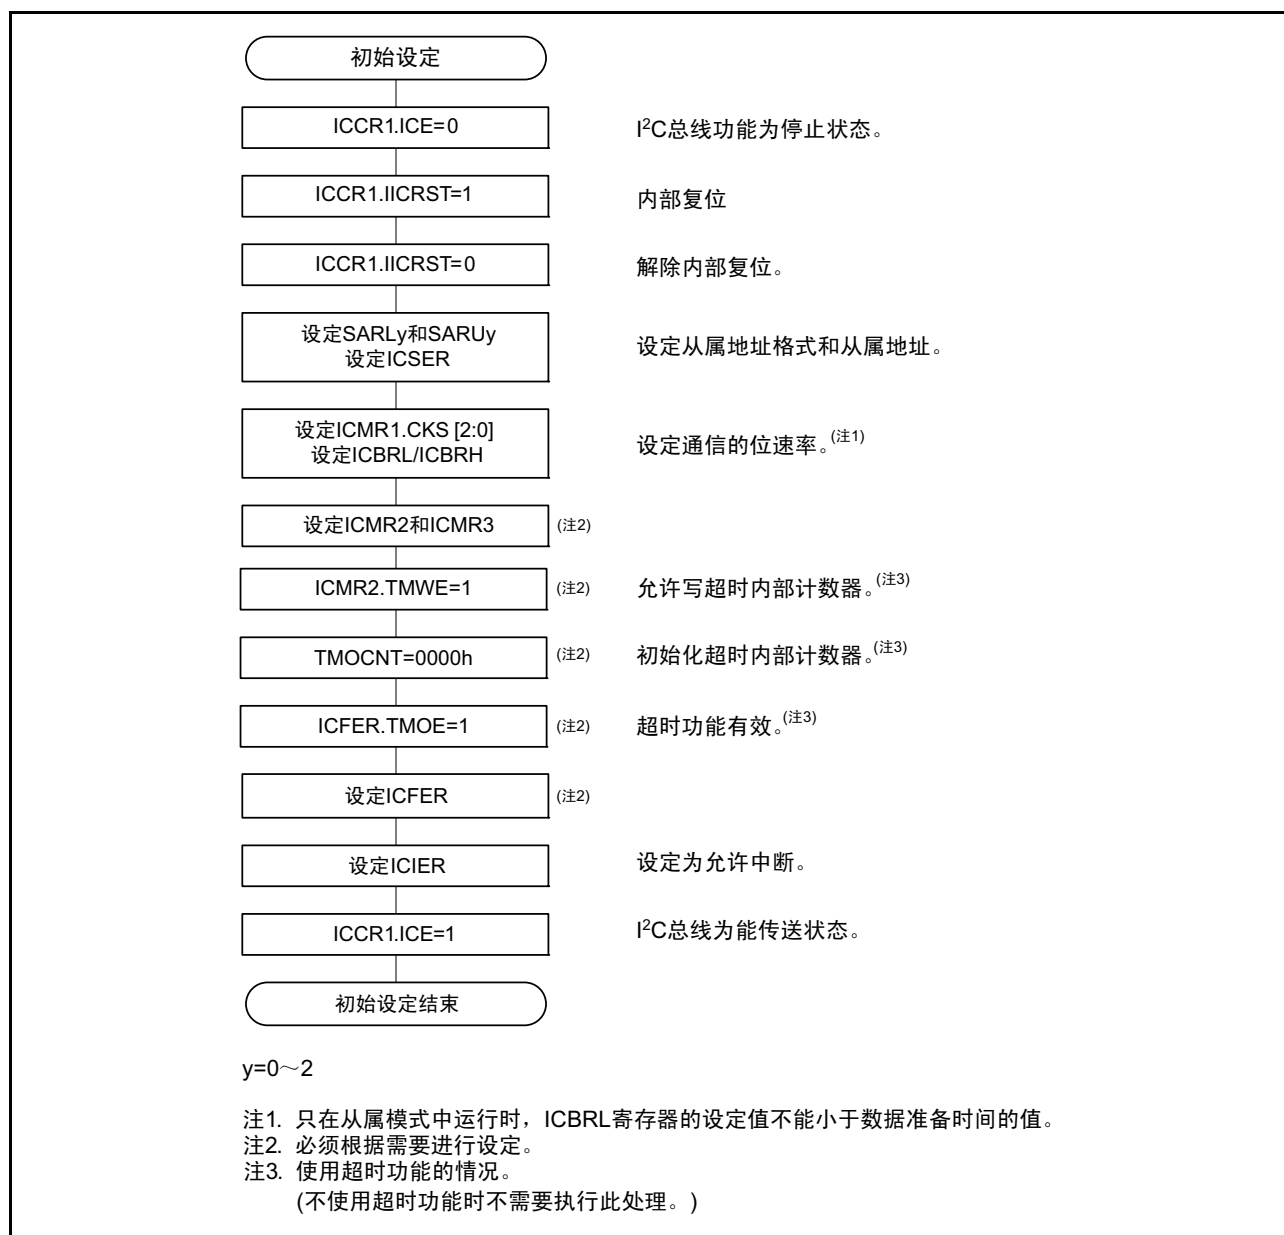 初始设定
ICCR1.ICE=0
I²C总线功能为停止状态。
ICCR1.IICRST=1
内部复位
ICCR1.IICRST=0
解除内部复位。
设定SARLy和SARUy
设定ICSER
设定从属地址格式和从属地址。
设定ICMR1.CKS [2:0]
设定ICBRL/ICBRH
设定通信的位速率。(注1)
设定ICMR2和ICMR3 (注2)
ICMR2.TMWE=1 (注2) 允许写超时内部计数器。(注3)
TMOCNT=0000h (注2) 初始化超时内部计数器。(注3)
ICFER.TMOE=1 (注2) 超时功能有效。(注3)
设定ICFER (注2)
设定ICIER
设定为允许中断。
ICCR1.ICE=1
I²C总线为能传送状态。
初始设定结束
y=0～2
注1. 只在从属模式中运行时，ICBRL寄存器的设定值不能小于数据准备时间的值。
注2. 必须根据需要进行设定。
注3. 使用超时功能的情况。
(不使用超时功能时不需要执行此处理。)